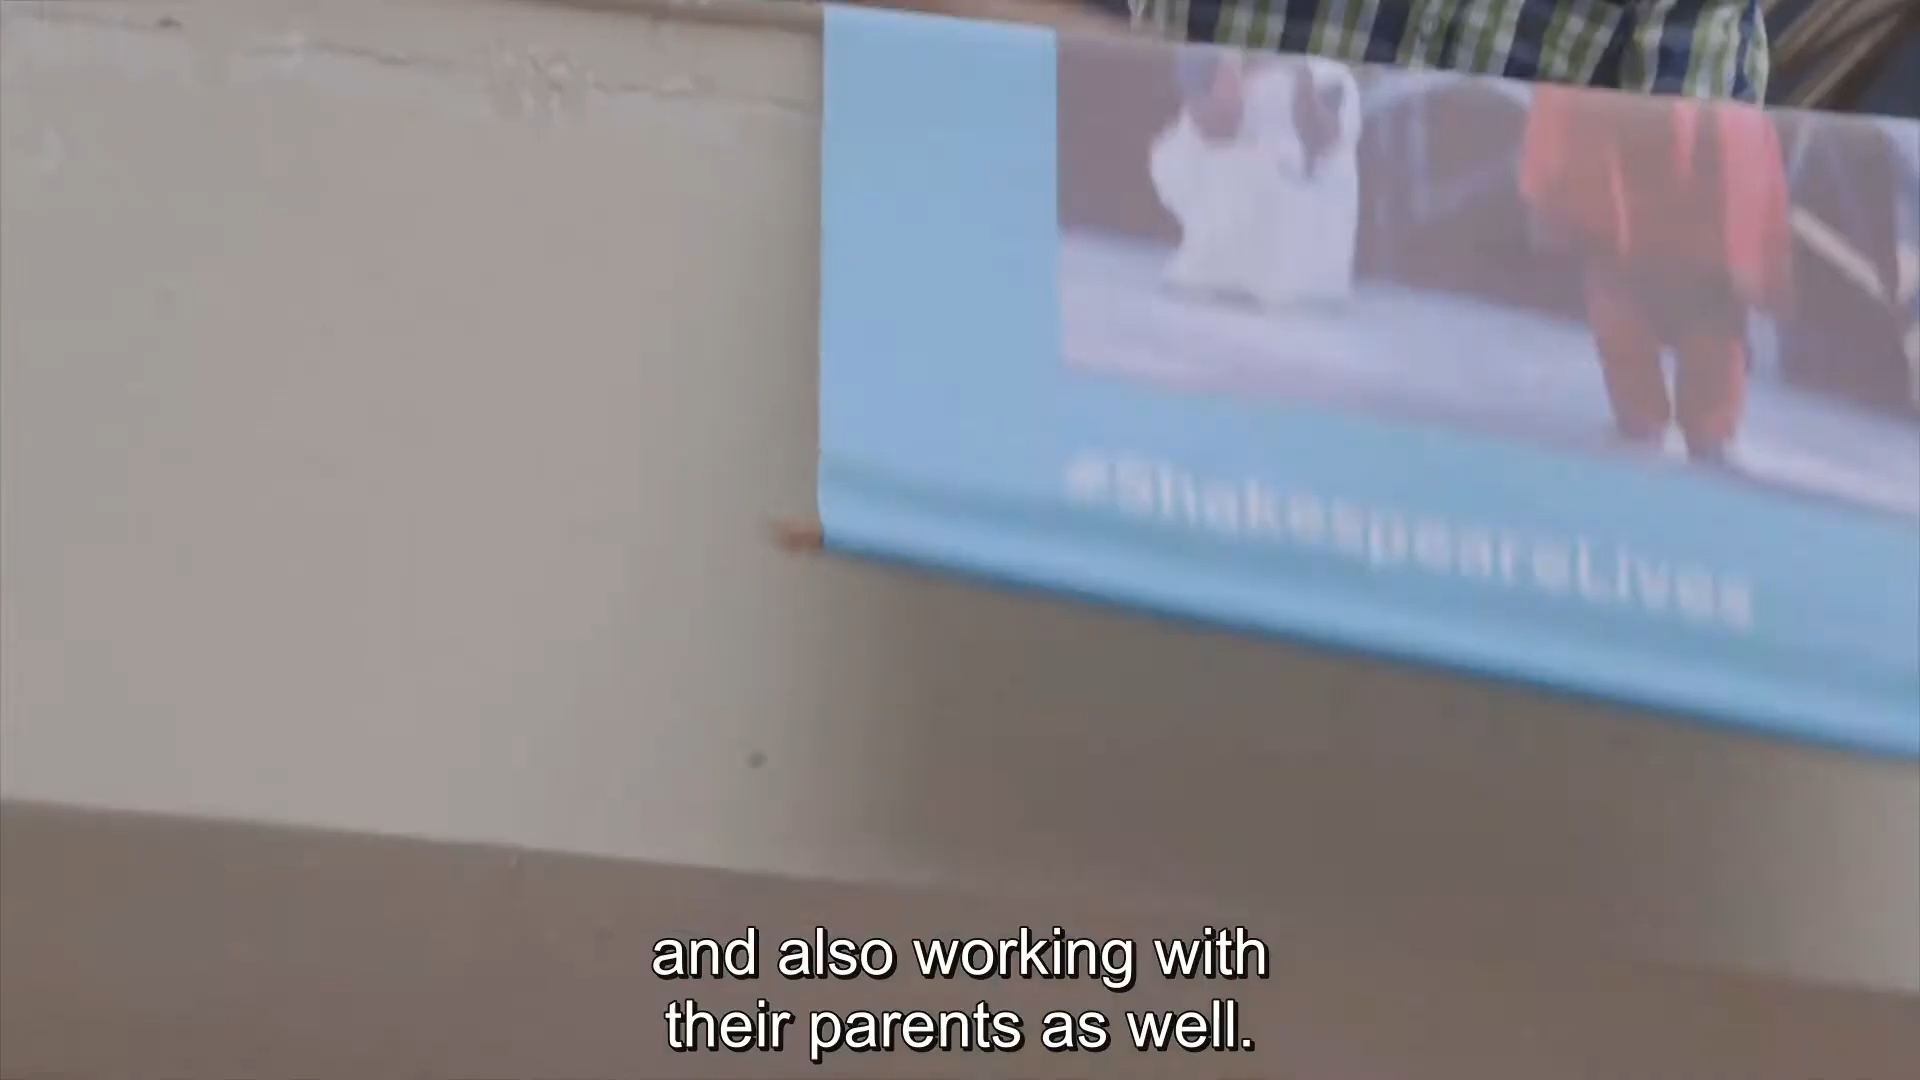 #ShakespeareLives
and also working with
their parents as well.